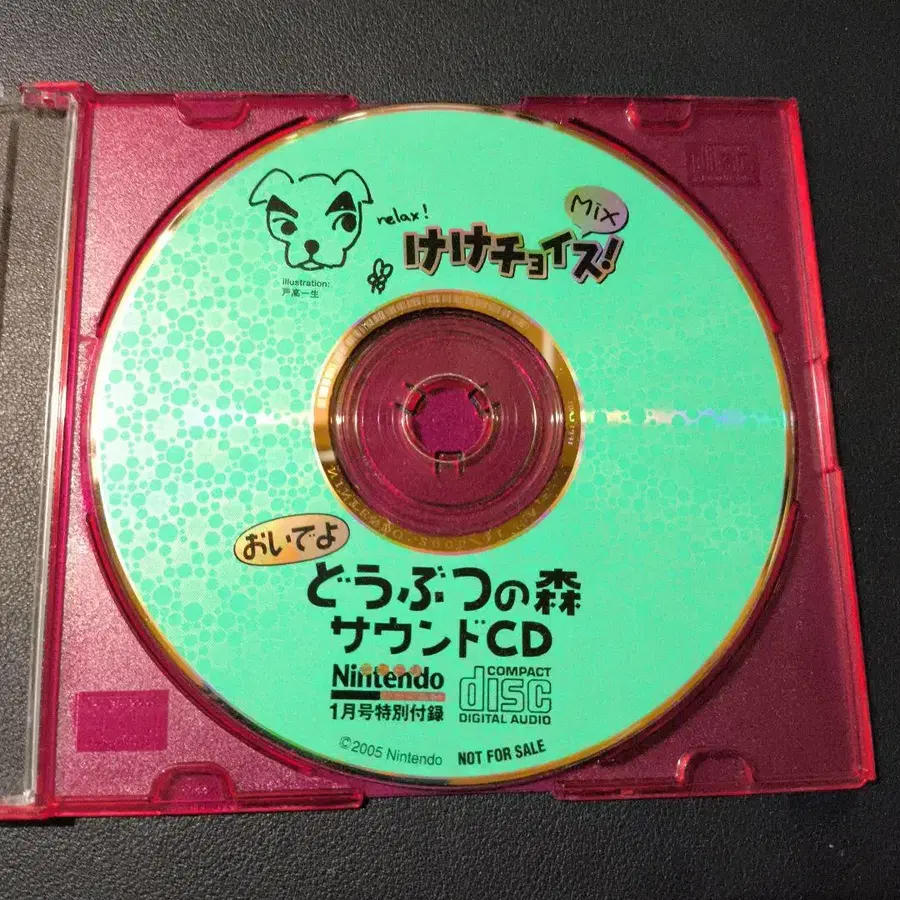 relax!
Mix
けけチョイス!
illustration:
戸高一生
おいでよ
どうぶつの森
サウンドCD
Nintendo
1月号特別付録
COMPACT
disc
DIGITAL AUDIO
©2005 Nintendo
NOT FOR SALE